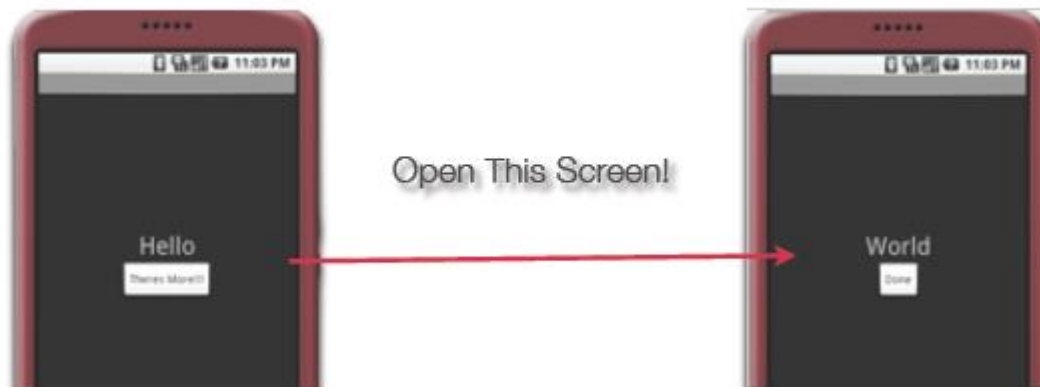 11:03 PM
Hello
Theres More!!!
Open This Screen!
11:03 PM
World
Done